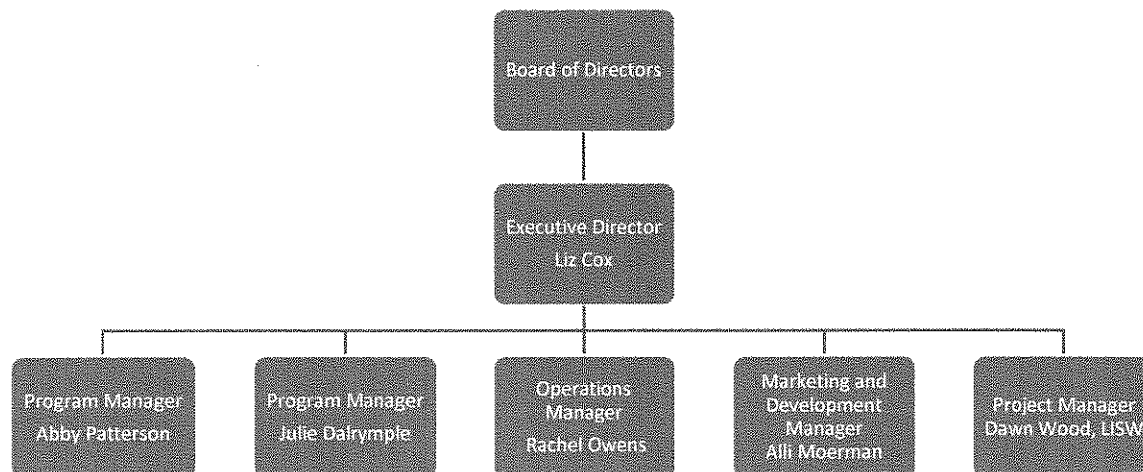 Board of Directors
Executive Director
Liz Cox
Program Manager
Abby Patterson
Program Manager
Julie Dalrymple
Operations
Manager
Rachel Owens
Marketing and
Development
Manager
Alli Moerman
Project Manager
Dawn Wood, LISW